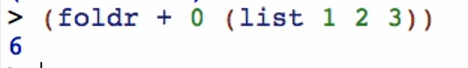 > (foldr + 0 (list 1 2 3))
6